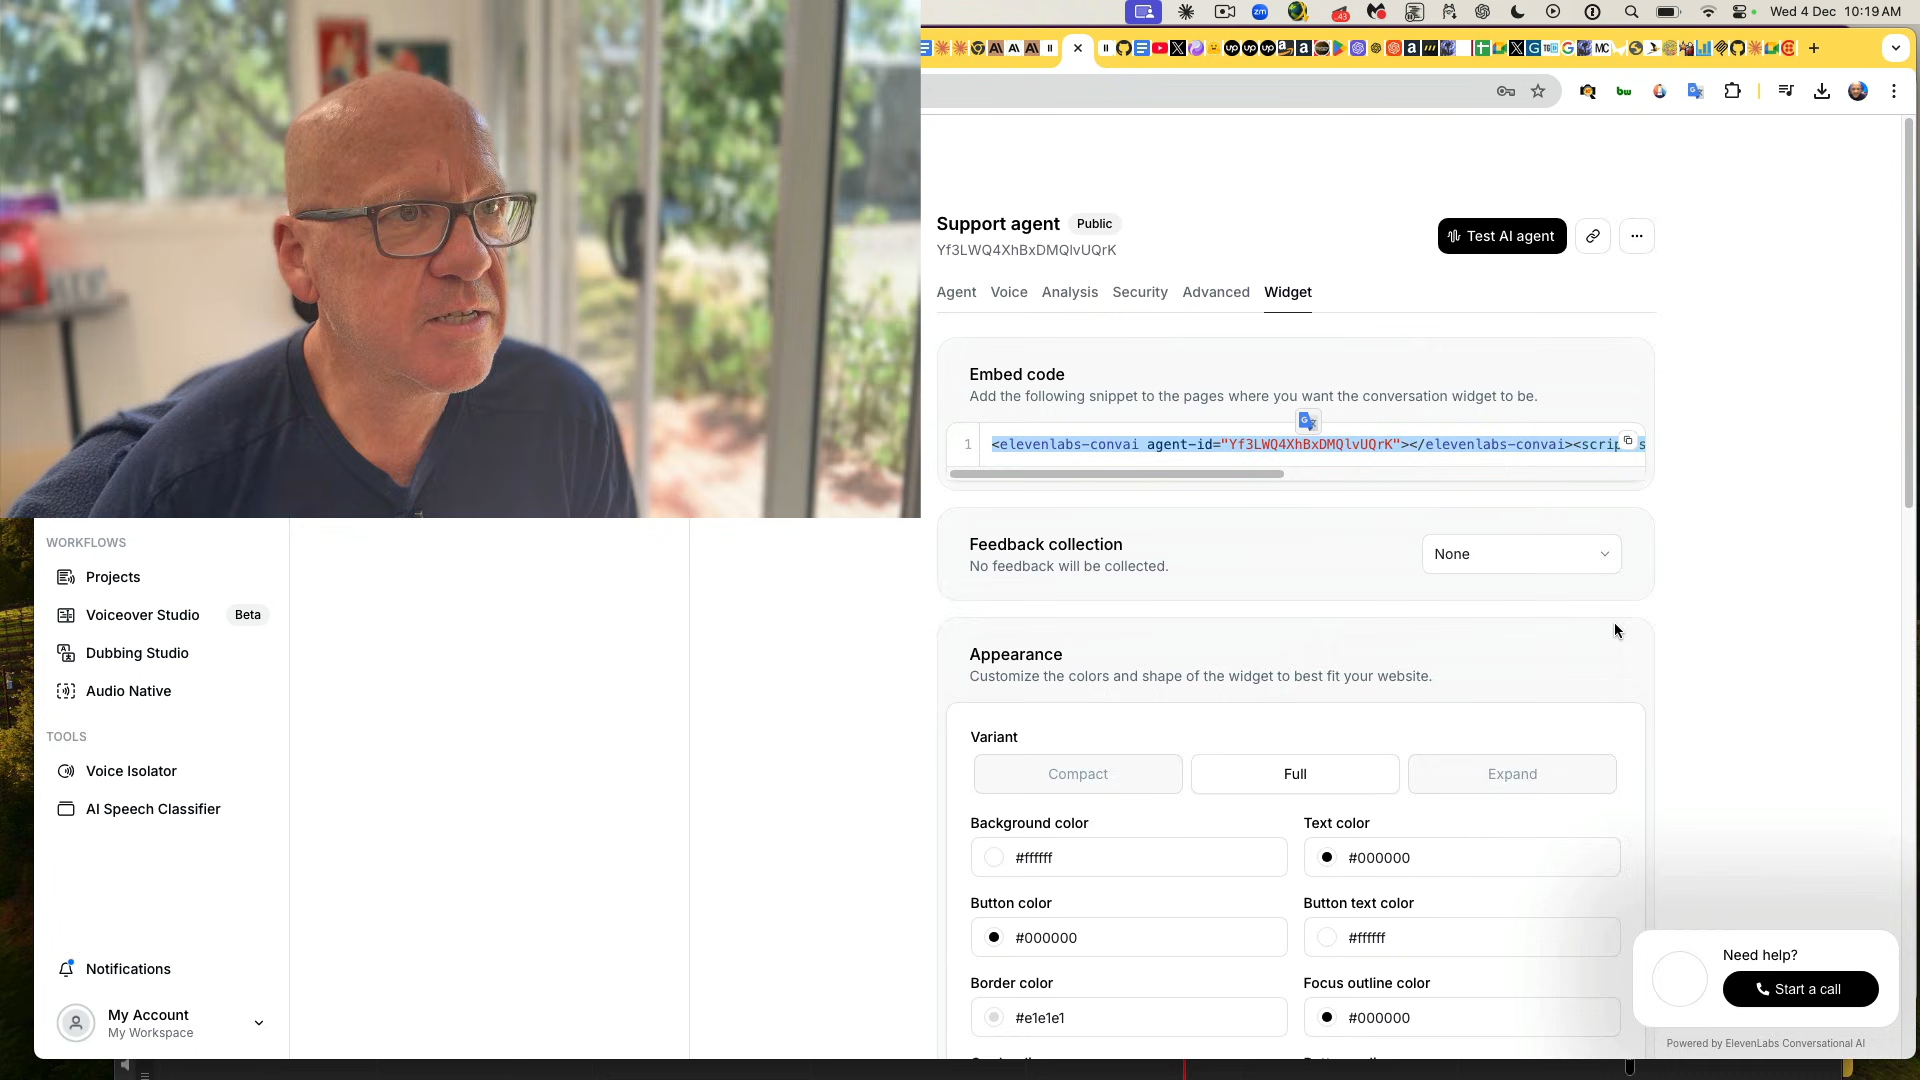 Wed 4 Dec 10:19 AM
Support agent Public
Yf3LWQ4XhBxDMQlvUQrK
Test AI agent
Agent Voice Analysis Security Advanced Widget
Embed code
Add the following snippet to the pages where you want the conversation widget to be.
1 <elevenlabs-convai agent-id="Yf3LWQ4XhBxDMQlvUQrK"></elevenlabs-convai><scrip s
Feedback collection
No feedback will be collected.
None
Appearance
Customize the colors and shape of the widget to best fit your website.
Variant
Compact Full Expand
Background color Text color
#ffffff #000000
Button color Button text color
#000000 #ffffff
Border color Focus outline color
#e1e1e1 #000000
Need help?
Start a call
Powered by ElevenLabs Conversational AI
WORKFLOWS
Projects
Voiceover Studio Beta
Dubbing Studio
Audio Native
TOOLS
Voice Isolator
AI Speech Classifier
Notifications
My Account
My Workspace